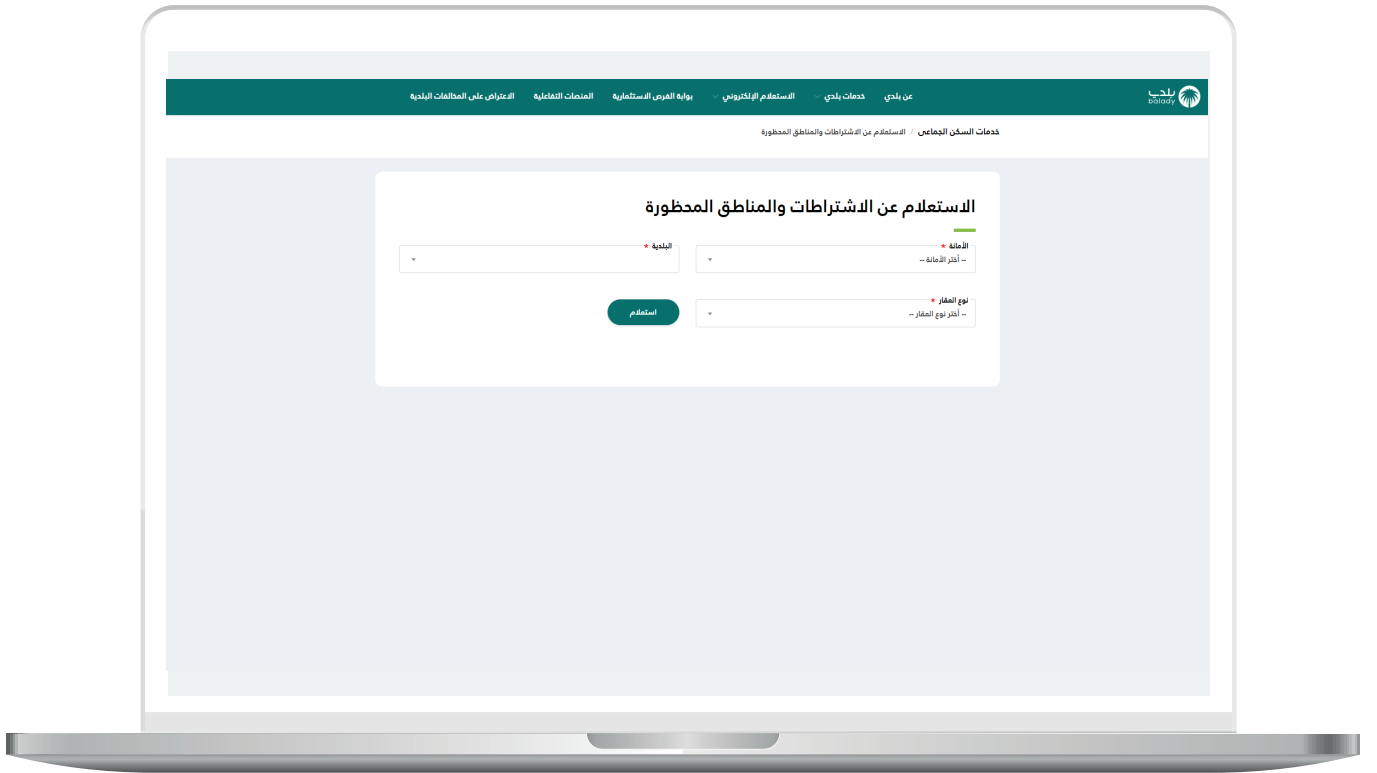 بلدي
balady
عن بلدي خدمات بلدي الاستعلام الإلكتروني بوابة الفرص الاستثمارية المنصات التفاعلية الاعتراض على المخالفات البلدية
خدمات السكن الجماعى / الاستعلام عن الاشتراطات والمناطق المحظورة
الاستعلام عن الاشتراطات والمناطق المحظورة
الأمانة * البلدية *
-- أختر الأمانة --
نوع العقار *
-- أختر نوع العقار -- استعلام